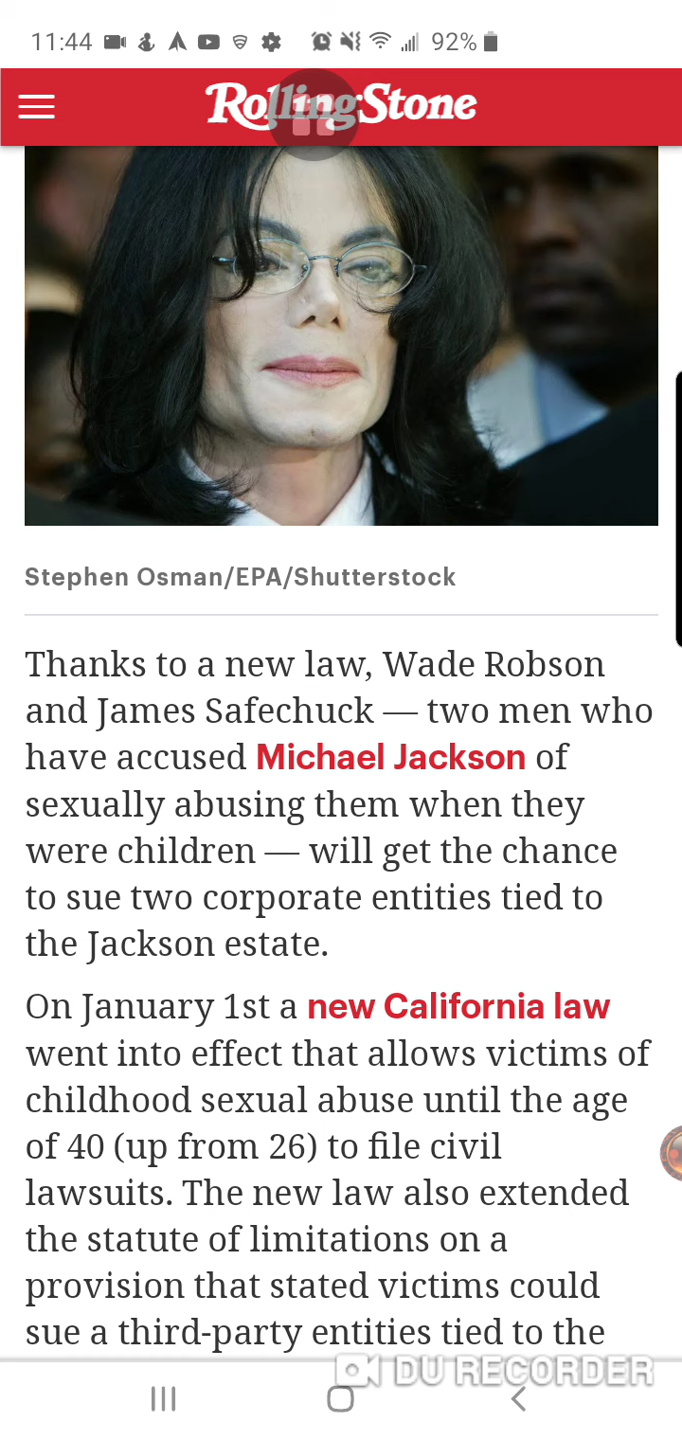 11:44
92%
RollingStone
Stephen Osman/EPA/Shutterstock
Thanks to a new law, Wade Robson
and James Safechuck — two men who
have accused Michael Jackson of
sexually abusing them when they
were children — will get the chance
to sue two corporate entities tied to
the Jackson estate.
On January 1st a new California law
went into effect that allows victims of
childhood sexual abuse until the age
of 40 (up from 26) to file civil
lawsuits. The new law also extended
the statute of limitations on a
provision that stated victims could
sue a third-party entities tied to the
DU RECORDER